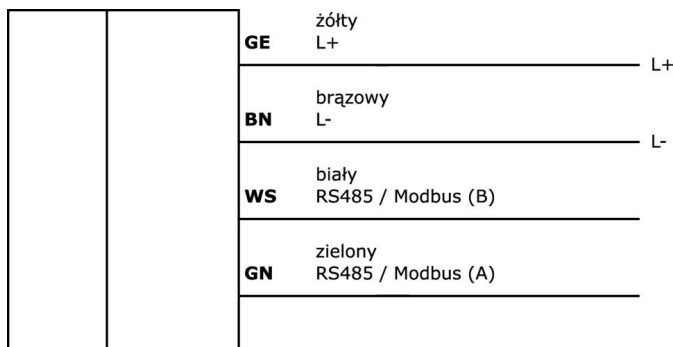 żółty
GE L+
L+
brązowy
BN L-
L-
biały
WS RS485 / Modbus (B)
zielony
GN RS485 / Modbus (A)